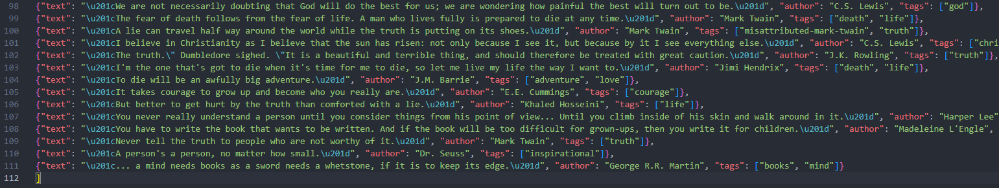 98 {"text": "\u201cWe are not necessarily doubting that God will do the best for us; we are wondering how painful the best will turn out to be.\u201d", "author": "C.S. Lewis", "tags": ["god"]},
99 {"text": "\u201cThe fear of death follows from the fear of life. A man who lives fully is prepared to die at any time.\u201d", "author": "Mark Twain", "tags": ["death", "life"]},
100 {"text": "\u201cA lie can travel half way around the world while the truth is putting on its shoes.\u201d", "author": "Mark Twain", "tags": ["misattributed-mark-twain", "truth"]},
101 {"text": "\u201cI believe in Christianity as I believe that the sun has risen: not only because I see it, but because by it I see everything else.\u201d", "author": "C.S. Lewis", "tags": ["chri
102 {"text": "\u201cThe truth.\" Dumbledore sighed. \"It is a beautiful and terrible thing, and should therefore be treated with great caution.\u201d", "author": "J.K. Rowling", "tags": ["truth"]},
103 {"text": "\u201cI'm the one that's got to die when it's time for me to die, so let me live my life the way I want to.\u201d", "author": "Jimi Hendrix", "tags": ["death", "life"]},
104 {"text": "\u201cTo die will be an awfully big adventure.\u201d", "author": "J.M. Barrie", "tags": ["adventure", "love"]},
105 {"text": "\u201cIt takes courage to grow up and become who you really are.\u201d", "author": "E.E. Cummings", "tags": ["courage"]},
106 {"text": "\u201cBut better to get hurt by the truth than comforted with a lie.\u201d", "author": "Khaled Hosseini", "tags": ["life"]},
107 {"text": "\u201cYou never really understand a person until you consider things from his point of view... Until you climb inside of his skin and walk around in it.\u201d", "author": "Harper Lee"
108 {"text": "\u201cYou have to write the book that wants to be written. And if the book will be too difficult for grown-ups, then you write it for children.\u201d", "author": "Madeleine L'Engle",
109 {"text": "\u201cNever tell the truth to people who are not worthy of it.\u201d", "author": "Mark Twain", "tags": ["truth"]},
110 {"text": "\u201cA person's a person, no matter how small.\u201d", "author": "Dr. Seuss", "tags": ["inspirational"]},
111 {"text": "\u201c... a mind needs books as a sword needs a whetstone, if it is to keep its edge.\u201d", "author": "George R.R. Martin", "tags": ["books", "mind"]}
112 ]